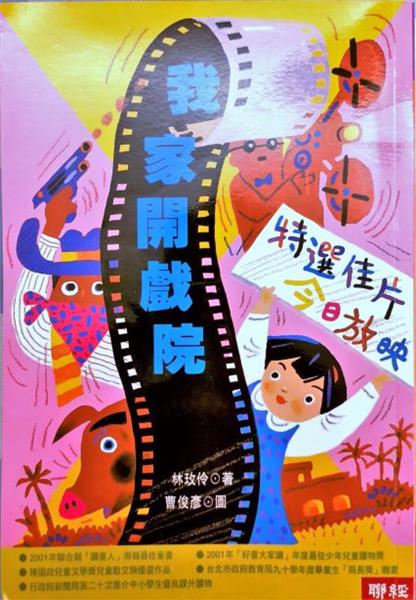 我家開戲院
特選佳片
今日放映
林玫伶⊙著
曹俊彥⊙圖
●2001年聯合報「讀書人」周報最佳童書
●2001年「好書大家讀」年度最佳少年兒童讀物獎
●陳國政兒童文學獎兒童散文類優選作品
●台北市政府教育局九十學年度畢業生「局長獎」贈書
●行政院新聞局第二十次推介中小學生優良課外讀物
聯經